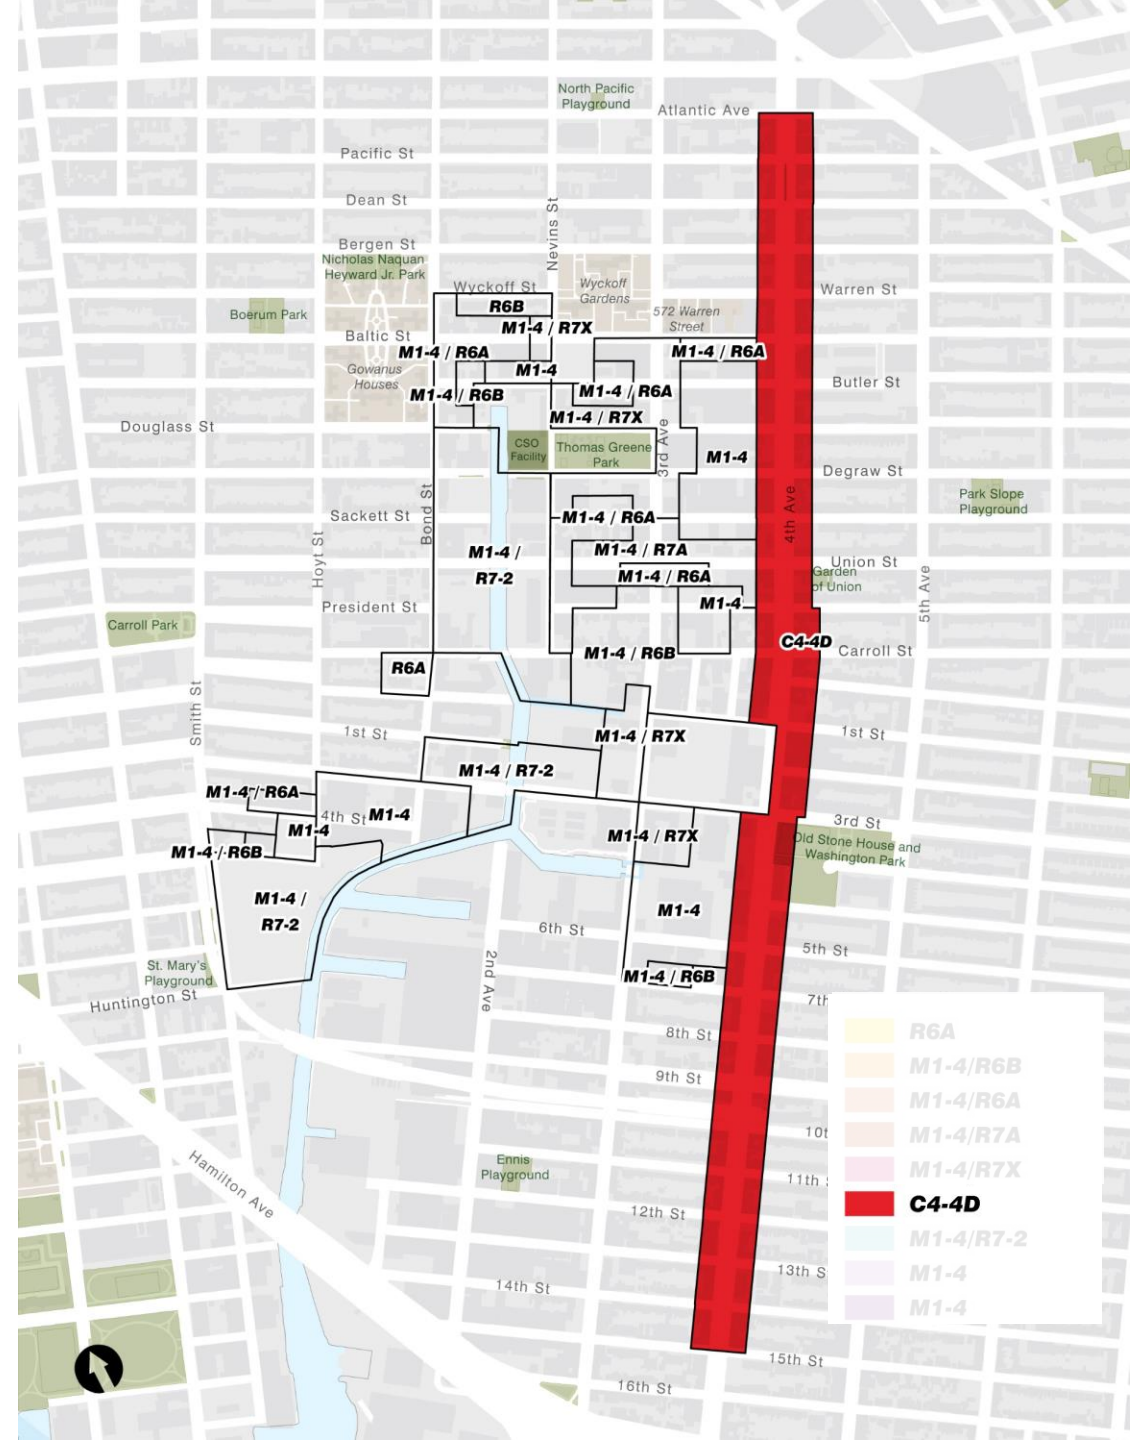 North Pacific
Playground
Atlantic Ave
Pacific St
Dean St
Nevins St
Bergen St
Nicholas Naquan
Heyward Jr. Park
Wyckoff St
Wyckoff
Gardens
Warren St
R6B
Boerum Park
572 Warren
Street
M1-4 / R7X
Baltic St
M1-4 / R6A
M1-4 / R6A
Gowanus
Houses
M1-4
Butler St
M1-4 / R6B
M1-4 / R6A
M1-4 / R7X
Douglass St
3rd Ave
CSO
Facility
Thomas Greene
Park
M1-4
Degraw St
Park Slope
Playground
4th Ave
Bond St
Sackett St
M1-4 / R6A
Hoyt St
M1-4 /
R7-2
M1-4 / R7A
Union St
M1-4 / R6A
Garden
of Union
5th Ave
President St
M1-4
Carroll Park
C4-4D
Carroll St
M1-4 / R6B
R6A
Smith St
1st St
M1-4 / R7X
1st St
M1-4 / R7-2
M1-4 / R6A
4th St
M1-4
M1-4
3rd St
M1-4 / R7X
Old Stone House and
Washington Park
M1-4 / R6B
M1-4 /
R7-2
M1-4
6th St
5th St
2nd Ave
St. Mary's
Playground
M1-4 / R6B
Huntington St
7th
8th St
R6A
M1-4/R6B
9th St
M1-4/R6A
10t
M1-4/R7A
Ennis
Playground
M1-4/R7X
11th S
Hamilton Ave
C4-4D
12th St
M1-4/R7-2
13th S
M1-4
14th St
M1-4
15th St
16th St